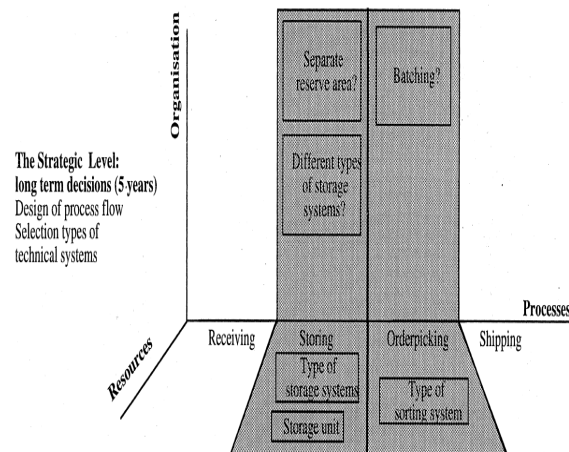 Organisation
Separate
reserve area?
Batching?
Different types
of storage
systems?
The Strategic Level:
long term decisions (5-years)
Design of process flow
Selection types of
technical systems
Processes
Receiving
Storing
Orderpicking
Shipping
Resources
Type of
storage systems
Type of
sorting system
Storage unit